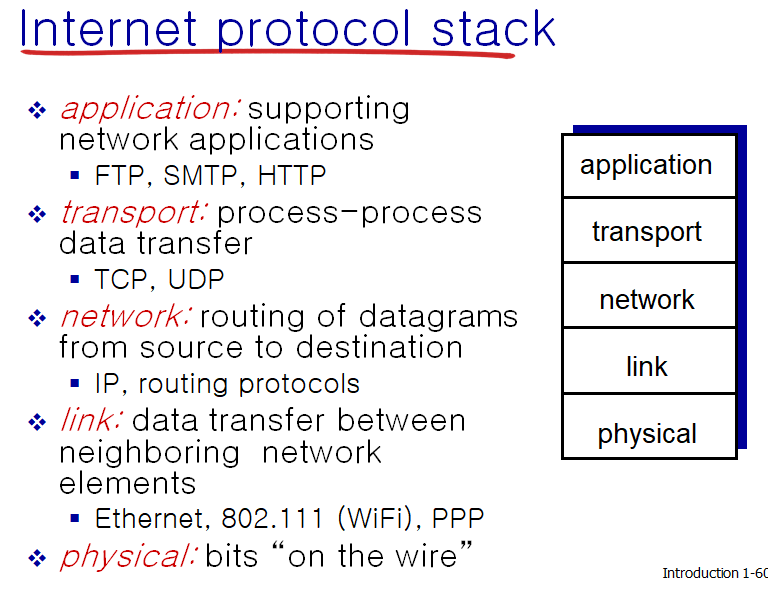 Internet protocol stack
application: supporting
network applications
FTP, SMTP, HTTP
transport: process-process
data transfer
TCP, UDP
network: routing of datagrams
from source to destination
IP, routing protocols
link: data transfer between
neighboring network
elements
Ethernet, 802.111 (WiFi), PPP
physical: bits “on the wire”
application
transport
network
link
physical
Introduction 1-60